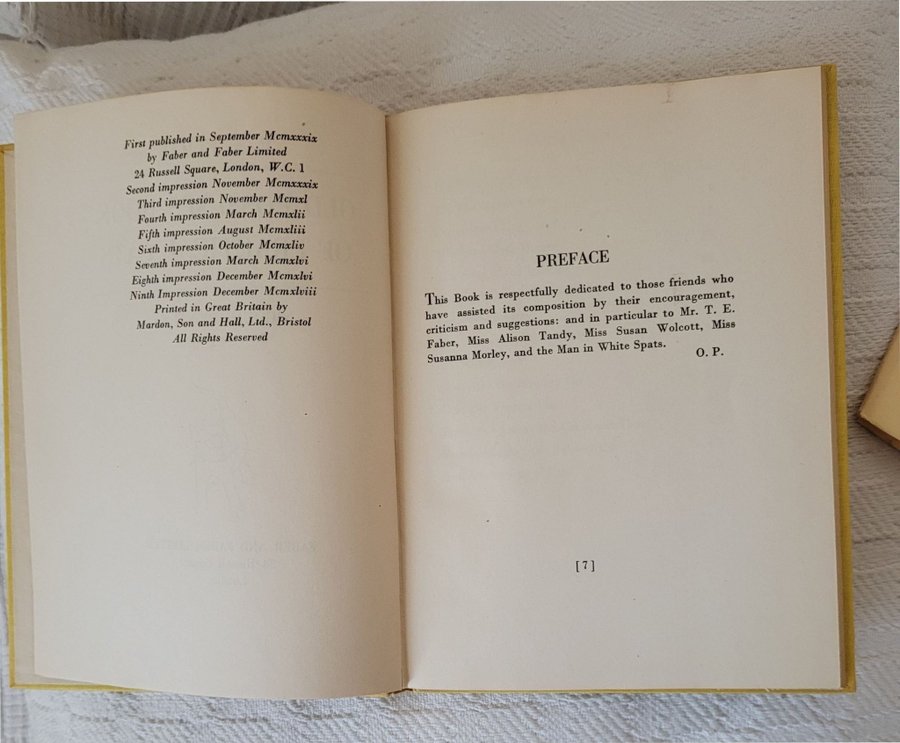 First published in September Mcmxxxix
by Faber and Faber Limited
24 Russell Square, London, W.C. 1
Second impression November Mcmxxxix
Third impression November Mcmxl
Fourth impression March Mcmxlii
Fifth impression August Mcmxliii
Sixth impression October Mcmxliv
Seventh impression March Mcmxlvi
Eighth impression December Mcmxlvi
Ninth Impression December Mcmxlviii
Printed in Great Britain by
Mardon, Son and Hall, Ltd., Bristol
All Rights Reserved
PREFACE
This Book is respectfully dedicated to those friends who
have assisted its composition by their encouragement,
criticism and suggestions: and in particular to Mr. T. E.
Faber, Miss Alison Tandy, Miss Susan Wolcott, Miss
Susanna Morley, and the Man in White Spats.
O. P.
[ 7 ]